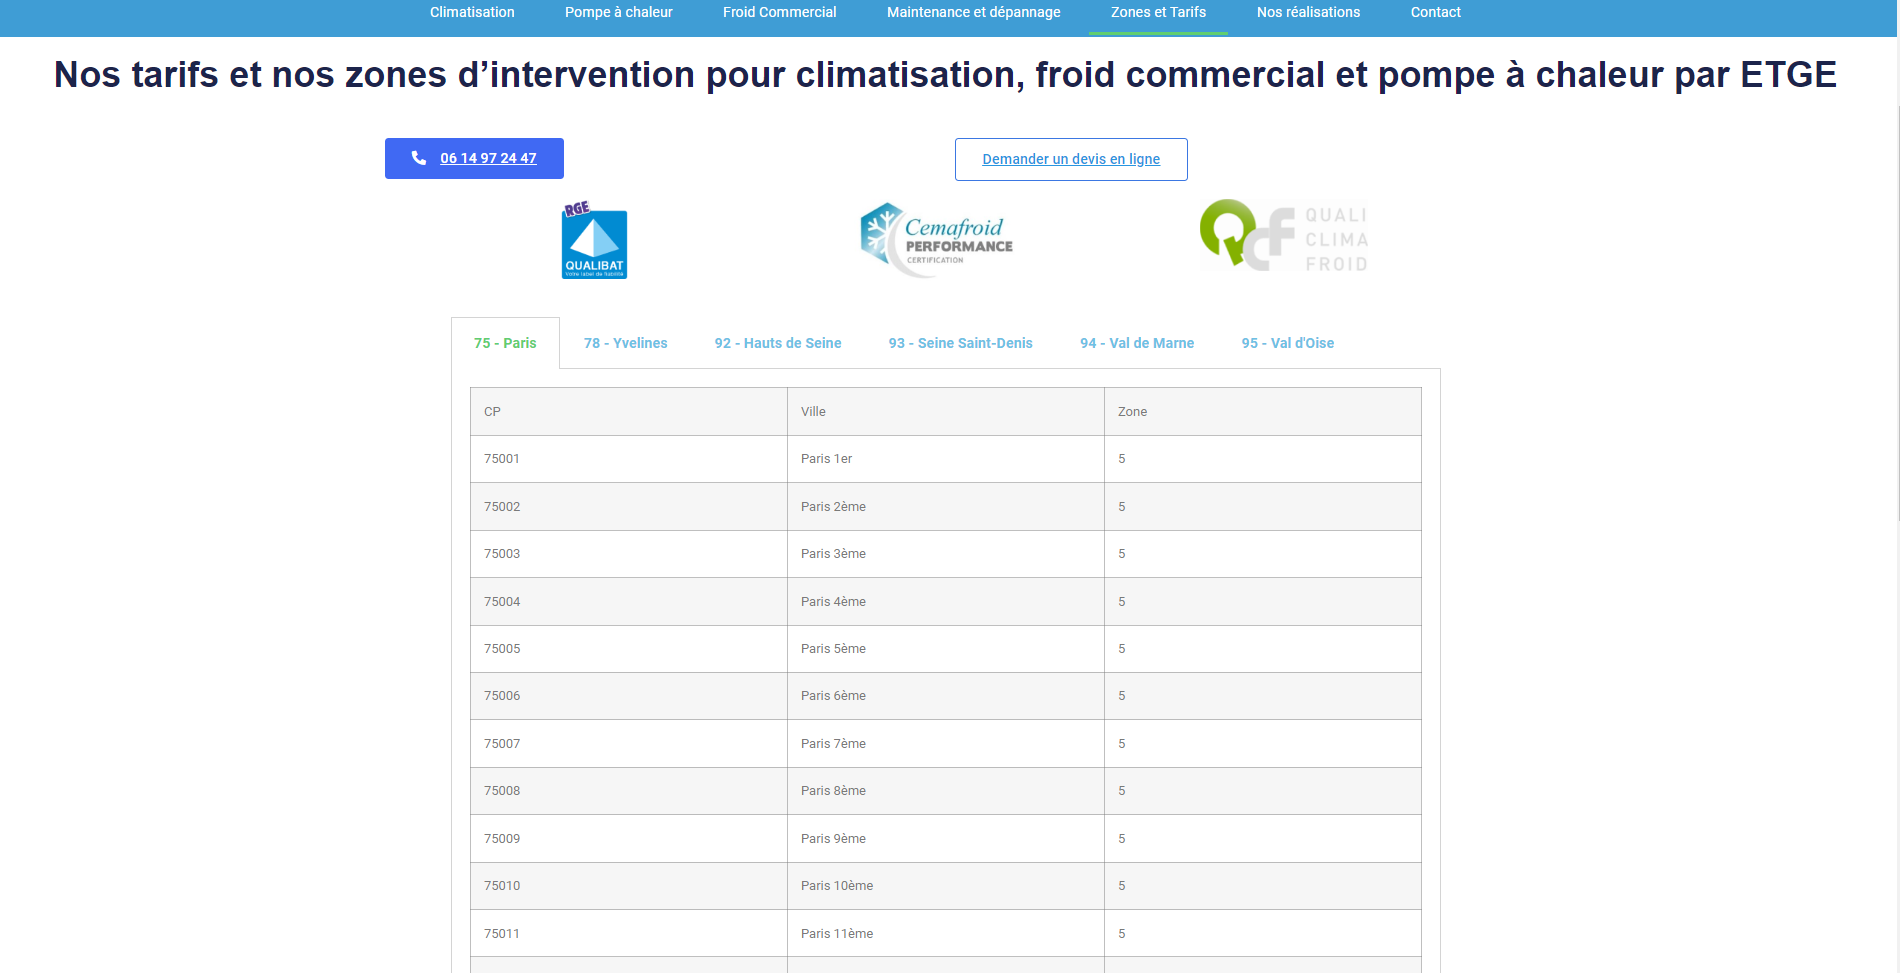 Climatisation Pompe à chaleur Froid Commercial Maintenance et dépannage Zones et Tarifs Nos réalisations Contact
Nos tarifs et nos zones d’intervention pour climatisation, froid commercial et pompe à chaleur par ETGE
06 14 97 24 47
Demander un devis en ligne
RGE
QUALIBAT
Votre label de fiabilité
Cemafroid
PERFORMANCE
CERTIFICATION
QCF
QUALI
CLIMA
FROID
75 - Paris 78 - Yvelines 92 - Hauts de Seine 93 - Seine Saint-Denis 94 - Val de Marne 95 - Val d'Oise
CP Ville Zone
75001 Paris 1er 5
75002 Paris 2ème 5
75003 Paris 3ème 5
75004 Paris 4ème 5
75005 Paris 5ème 5
75006 Paris 6ème 5
75007 Paris 7ème 5
75008 Paris 8ème 5
75009 Paris 9ème 5
75010 Paris 10ème 5
75011 Paris 11ème 5